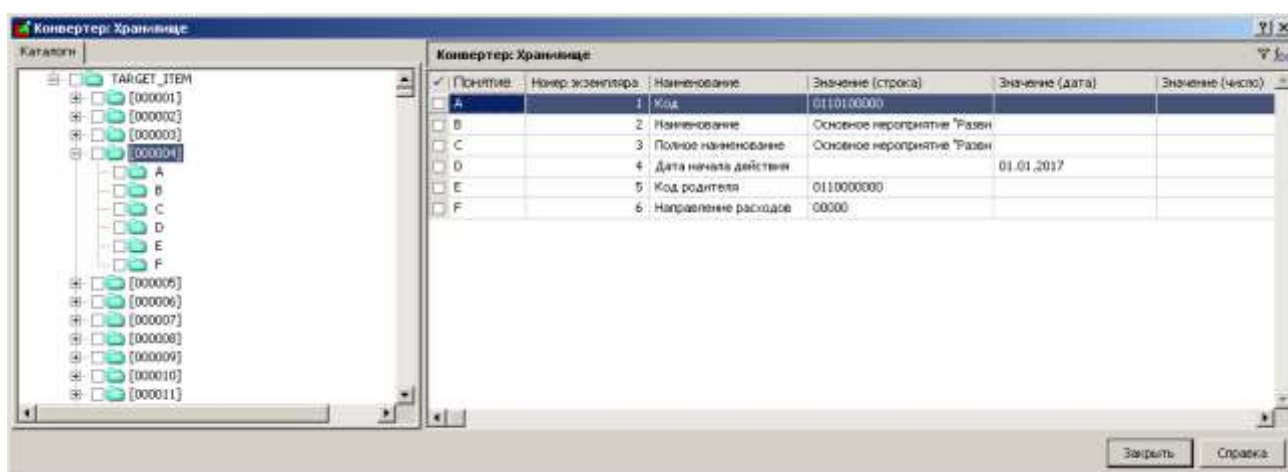 Конвертер: Хранилище
Каталоги
TARGET_ITEM
[000001]
[000002]
[000003]
[000004]
A
B
C
D
E
F
[000005]
[000006]
[000007]
[000008]
[000009]
[000010]
[000011]
Конвертер: Хранилище
Понятие Номер экземпляра Наименование Значение (строка) Значение (дата) Значение (число)
A 1 Код 0110100000
B 2 Наименование Основное мероприятие "Разви
C 3 Полное наименование Основное мероприятие "Разви
D 4 Дата начала действия 01.01.2017
E 5 Код родителя 0110000000
F 6 Направление расходов 00000
Закрыть Справка